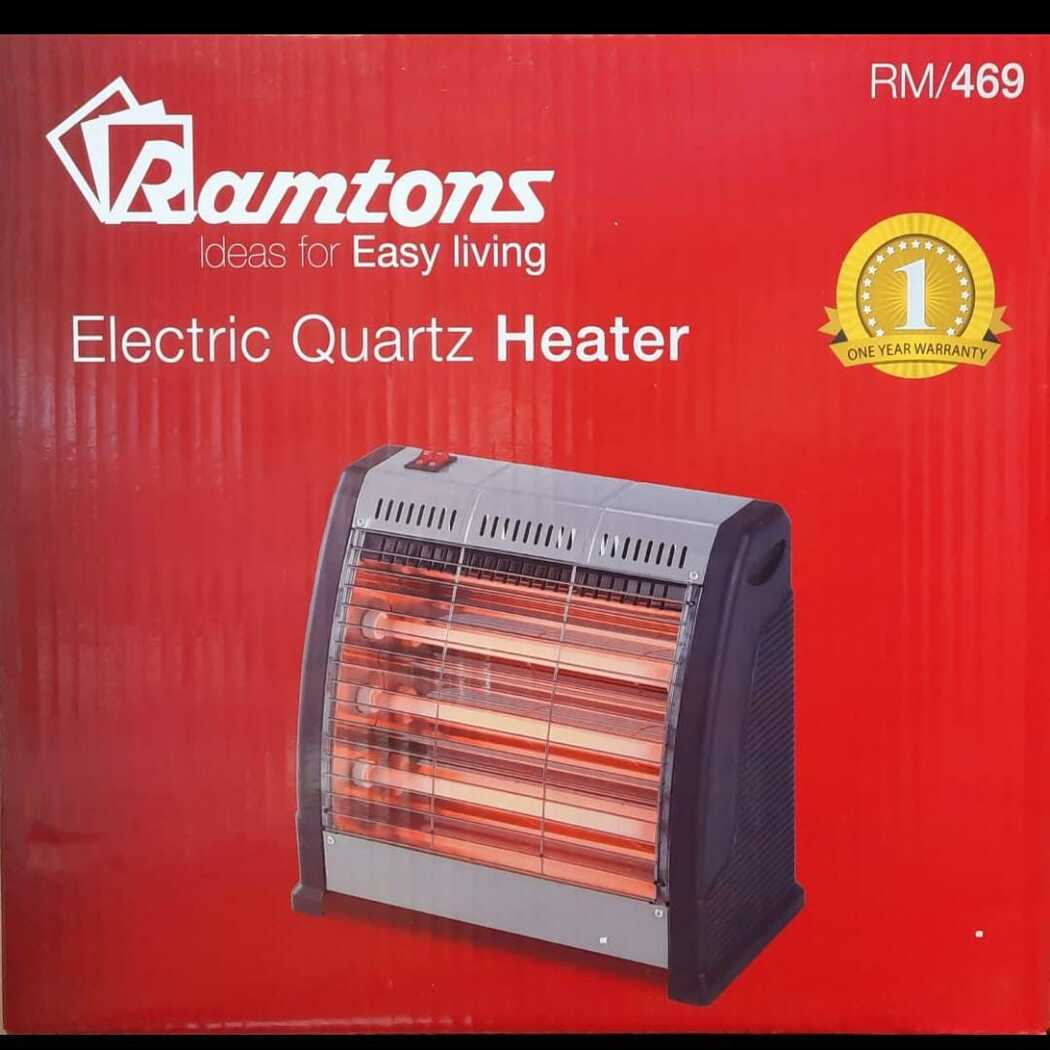 RM/469
Ramtons
Ideas for Easy living
Electric Quartz Heater
1
ONE YEAR WARRANTY